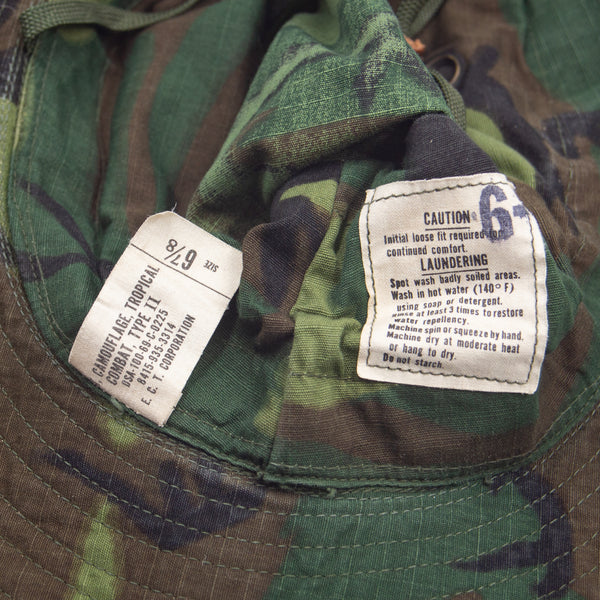 SIZE 6 7/8
CAMOUFLAGE TROPICAL
COMBAT, TYPE II
8415-935-3314
E. C. T. CORPORATION
6-
CAUTION
Initial loose fit required for
continued comfort.
LAUNDERING
Spot wash badly soiled areas.
Wash in hot water (140° F)
using soap or detergent.
Rinse at least 3 times to restore
water repellency.
Machine spin or squeeze by hand.
Machine dry at moderate heat
or hang to dry.
Do not starch.